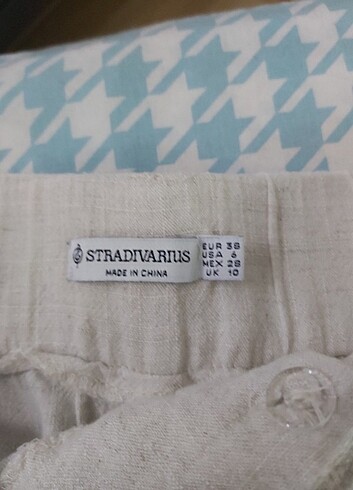 STRADIVARIUS
MADE IN CHINA
EUR 38
USA 6
MEX 28
UK 10